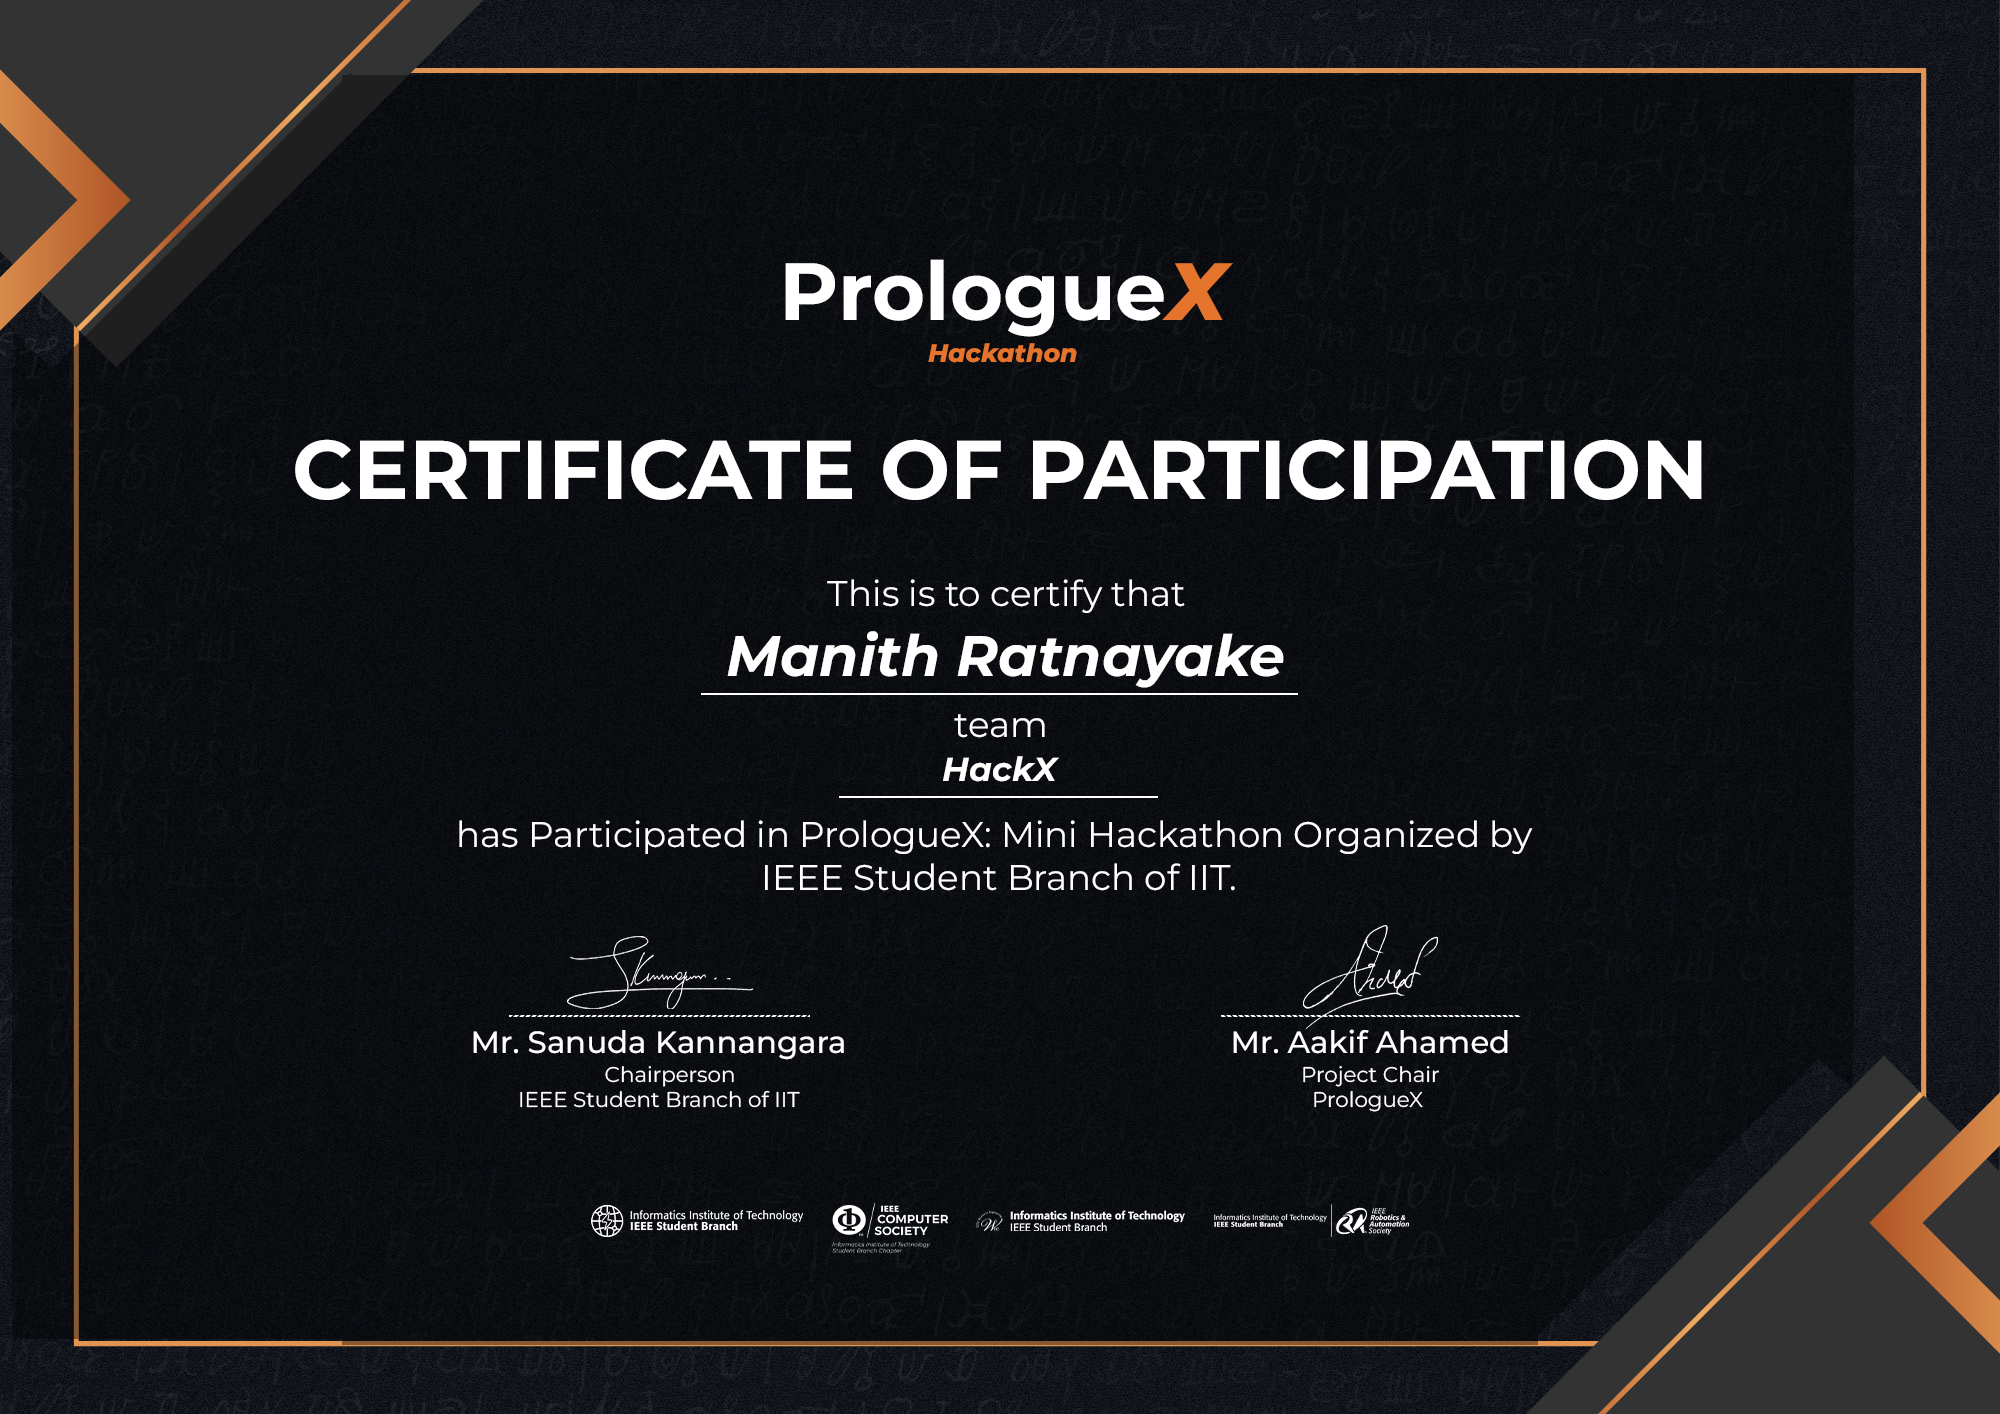 PrologueX
Hackathon
CERTIFICATE OF PARTICIPATION
This is to certify that
Manith Ratnayake
team
HackX
has Participated in PrologueX: Mini Hackathon Organized by
IEEE Student Branch of IIT.
Mr. Sanuda Kannangara
Chairperson
IEEE Student Branch of IIT
Mr. Aakif Ahamed
Project Chair
PrologueX
Informatics Institute of Technology
IEEE Student Branch
IEEE
COMPUTER
SOCIETY
Informatics Institute of Technology
Student Branch Chapter
Informatics Institute of Technology
IEEE Student Branch
Informatics Institute of Technology
IEEE Student Branch
IEEE
Robotics &
Automation
Society